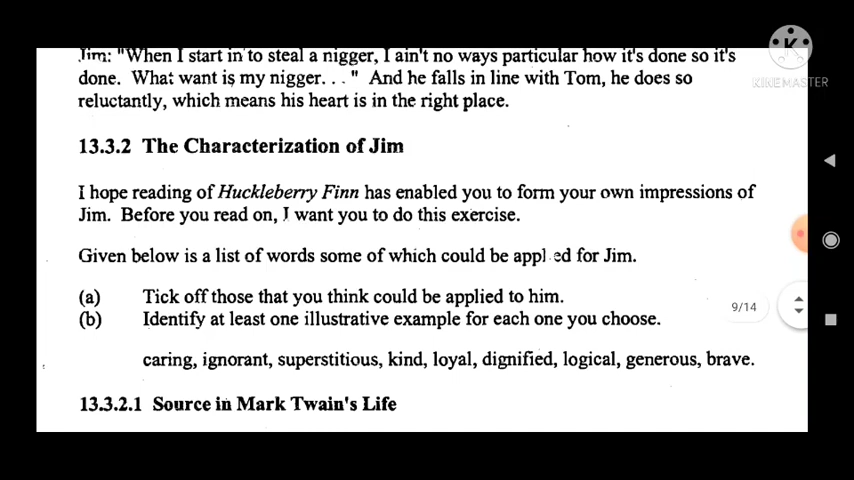 Jim: "When I start in to steal a nigger, I ain't no ways particular how it's done so it's
done. What want is my nigger. . . " And he falls in line with Tom, he does so
reluctantly, which means his heart is in the right place.
13.3.2 The Characterization of Jim
I hope reading of Huckleberry Finn has enabled you to form your own impressions of
Jim. Before you read on, I want you to do this exercise.
Given below is a list of words some of which could be appl ed for Jim.
(a) Tick off those that you think could be applied to him.
(b) Identify at least one illustrative example for each one you choose.
caring, ignorant, superstitious, kind, loyal, dignified, logical, generous, brave.
13.3.2.1 Source in Mark Twain's Life
9/14
K
KINEMASTER